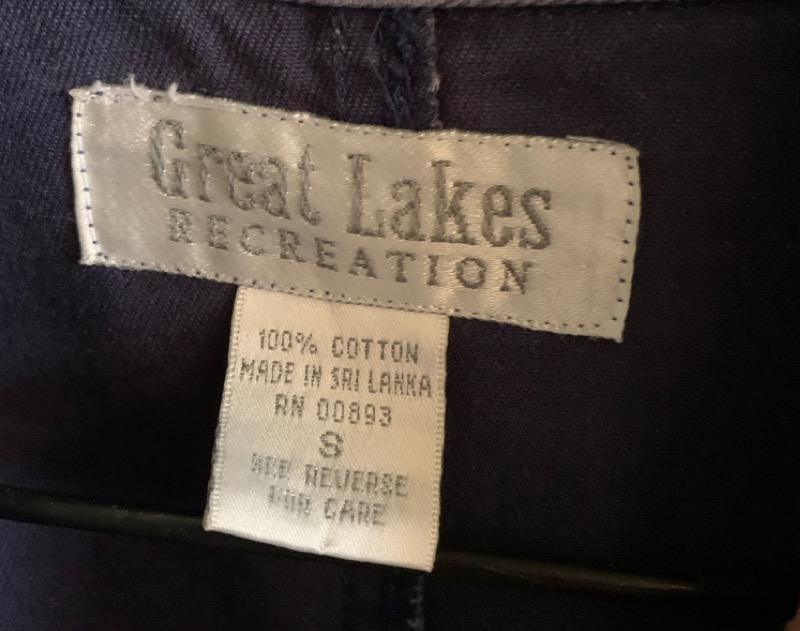 Great Lakes
RECREATION
100% COTTON
MADE IN SRI LANKA
RN 00893
S
SEE REVERSE
FOR CARE